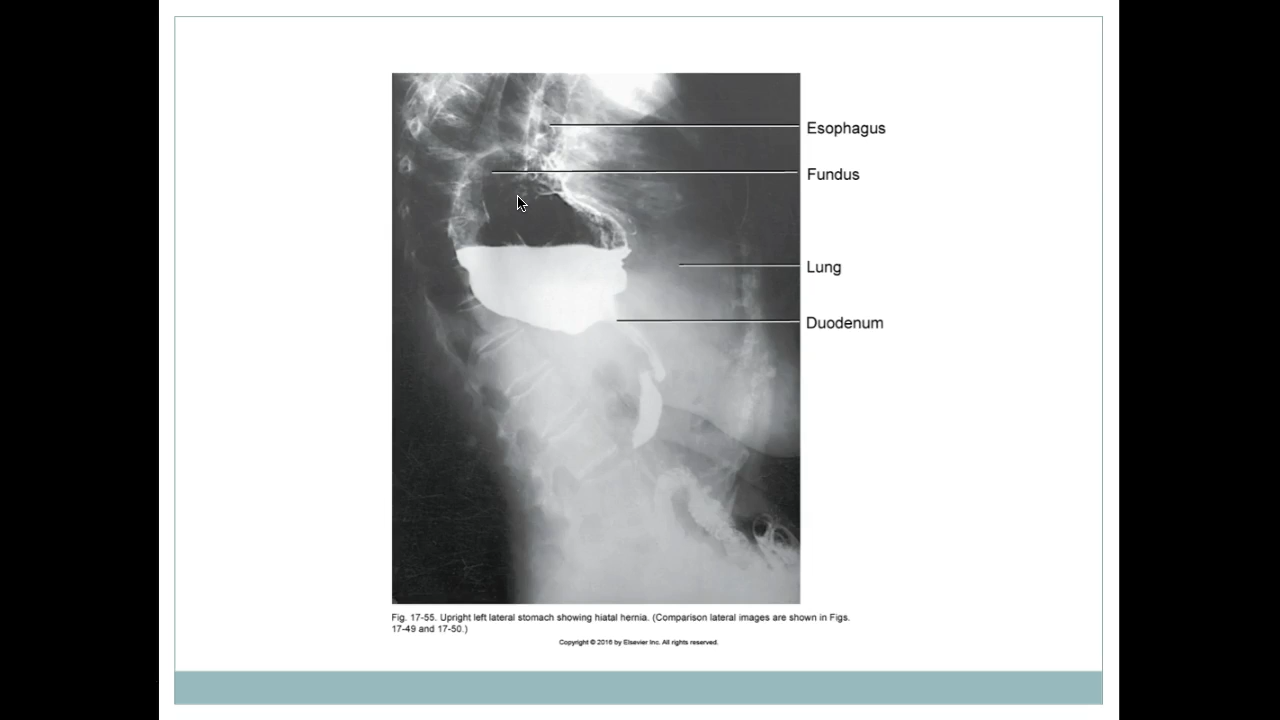 Esophagus
Fundus
Lung
Duodenum
Fig. 17-55. Upright left lateral stomach showing hiatal hernia. (Comparison lateral images are shown in Figs.
17-49 and 17-50.)
Copyright © 2016 by Elsevier Inc. All rights reserved.